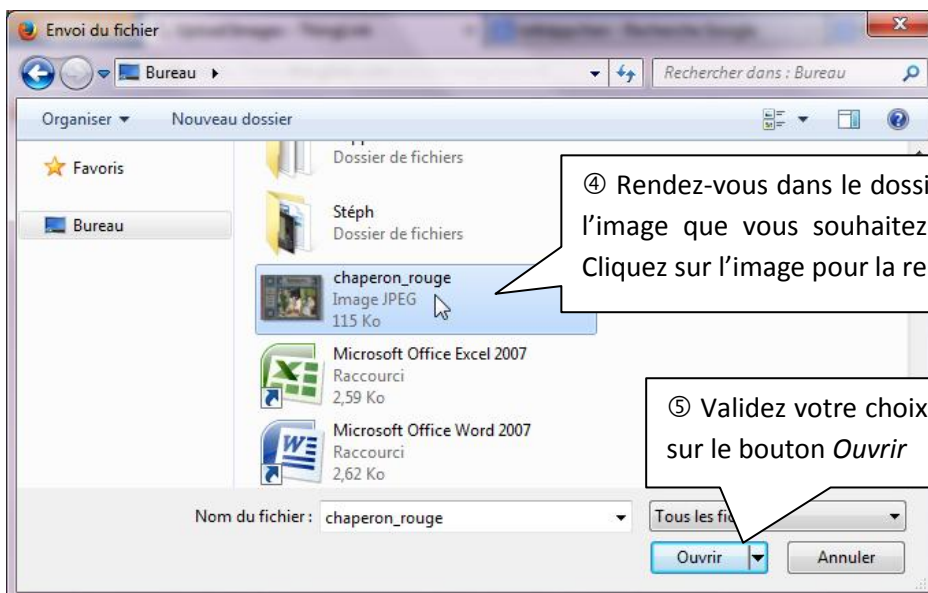 Envoi du fichier
Bureau
Rechercher dans : Bureau
Organiser
Nouveau dossier
Favoris
Bureau
Dossier de fichiers
Stéph
Dossier de fichiers
chaperon_rouge
Image JPEG
115 Ko
Microsoft Office Excel 2007
Raccourci
2,59 Ko
Microsoft Office Word 2007
Raccourci
2,62 Ko
④ Rendez-vous dans le dossi
l’image que vous souhaitez
Cliquez sur l’image pour la re
⑤ Validez votre choix
sur le bouton Ouvrir
Nom du fichier : chaperon_rouge
Tous les fic
Ouvrir
Annuler